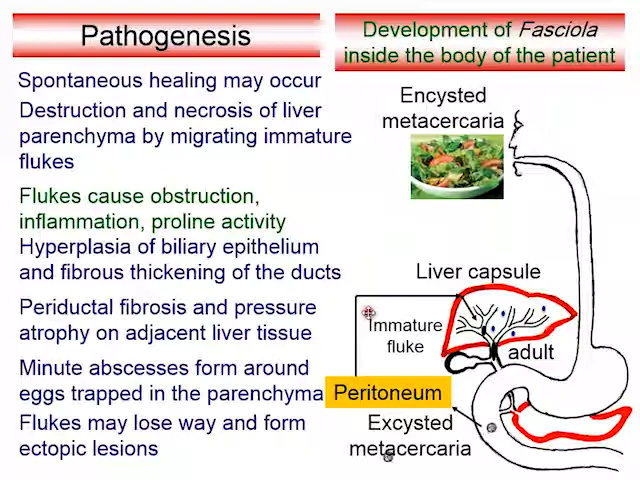 Pathogenesis
Spontaneous healing may occur
Destruction and necrosis of liver
parenchyma by migrating immature
flukes
Flukes cause obstruction,
inflammation, proline activity
Hyperplasia of biliary epithelium
and fibrous thickening of the ducts
Periductal fibrosis and pressure
atrophy on adjacent liver tissue
Minute abscesses form around
eggs trapped in the parenchyma
Flukes may lose way and form
ectopic lesions
Development of Fasciola
inside the body of the patient
Encysted
metacercaria
Liver capsule
Immature
fluke
adult
Peritoneum
Excysted
metacercaria